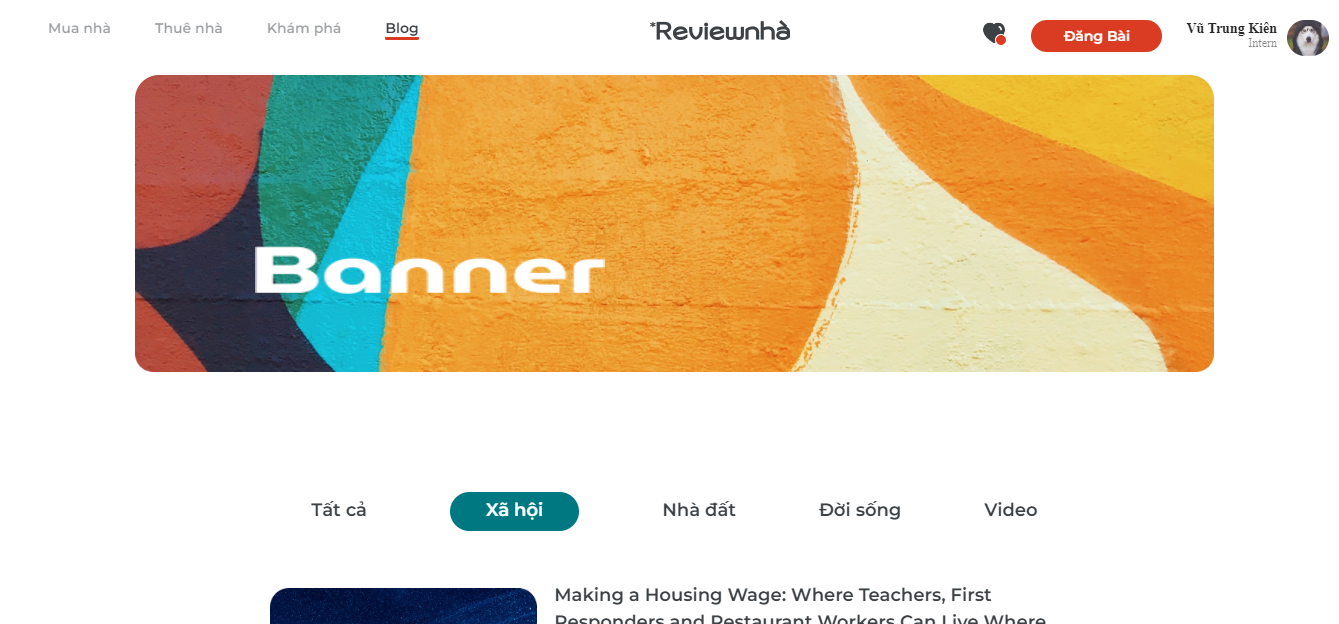 Mua nhà
Thuê nhà
Khám phá
Blog
*Reviewnhà
Đăng Bài
Vũ Trung Kiên
Intern
Banner
Tất cả
Xã hội
Nhà đất
Đời sống
Video
Making a Housing Wage: Where Teachers, First
Responders and Restaurant Workers Can Live Where